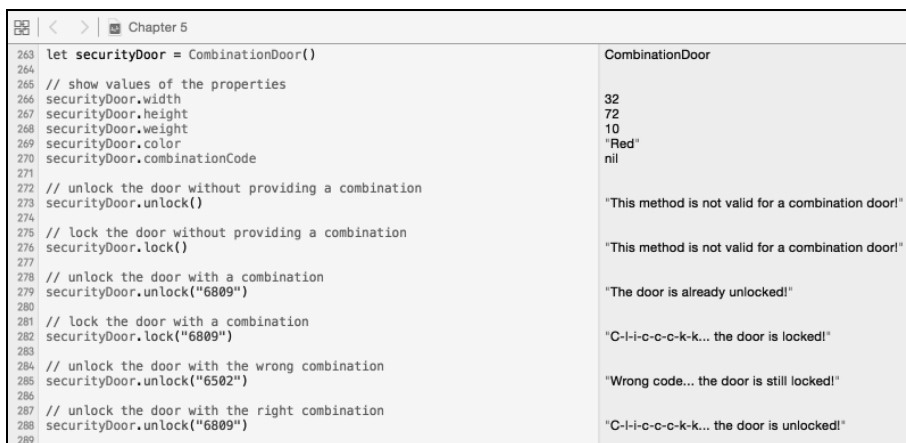 Chapter 5
263 let securityDoor = CombinationDoor() CombinationDoor
264
265 // show values of the properties
266 securityDoor.width 32
267 securityDoor.height 72
268 securityDoor.weight 10
269 securityDoor.color "Red"
270 securityDoor.combinationCode nil
271
272 // unlock the door without providing a combination
273 securityDoor.unlock() "This method is not valid for a combination door!"
274
275 // lock the door without providing a combination
276 securityDoor.lock() "This method is not valid for a combination door!"
277
278 // unlock the door with a combination
279 securityDoor.unlock("6809") "The door is already unlocked!"
280
281 // lock the door with a combination
282 securityDoor.lock("6809") "C-l-i-c-c-c-k-k... the door is locked!"
283
284 // unlock the door with the wrong combination
285 securityDoor.unlock("6502") "Wrong code... the door is still locked!"
286
287 // unlock the door with the right combination
288 securityDoor.unlock("6809") "C-l-i-c-c-c-k-k... the door is unlocked!"
289